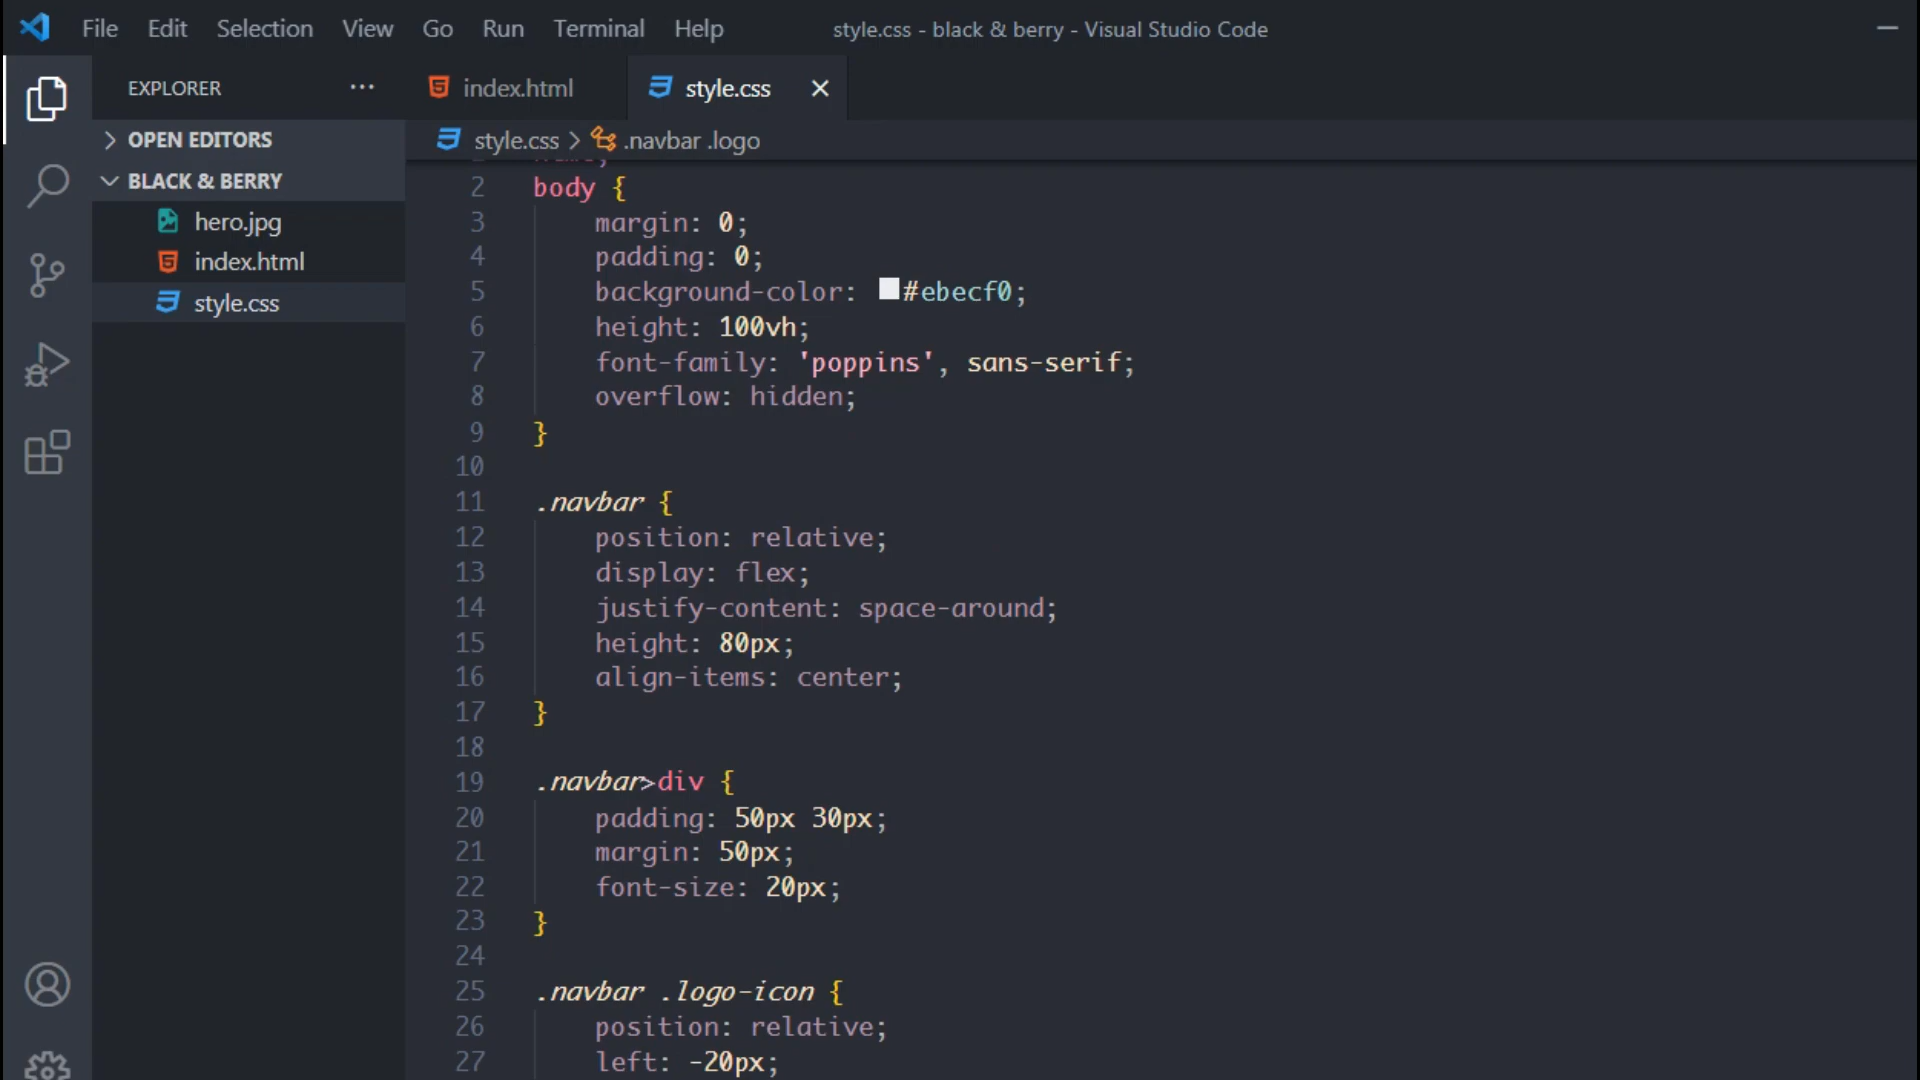 File Edit Selection View Go Run Terminal Help style.css - black & berry - Visual Studio Code
EXPLORER ··· index.html style.css
OPEN EDITORS
BLACK & BERRY
hero.jpg
index.html
style.css
style.css > .navbar .logo
2 body {
3 margin: 0;
4 padding: 0;
5 background-color: #ebecf0;
6 height: 100vh;
7 font-family: 'poppins', sans-serif;
8 overflow: hidden;
9 }
10
11 .navbar {
12 position: relative;
13 display: flex;
14 justify-content: space-around;
15 height: 80px;
16 align-items: center;
17 }
18
19 .navbar>div {
20 padding: 50px 30px;
21 margin: 50px;
22 font-size: 20px;
23 }
24
25 .navbar .logo-icon {
26 position: relative;
27 left: -20px;